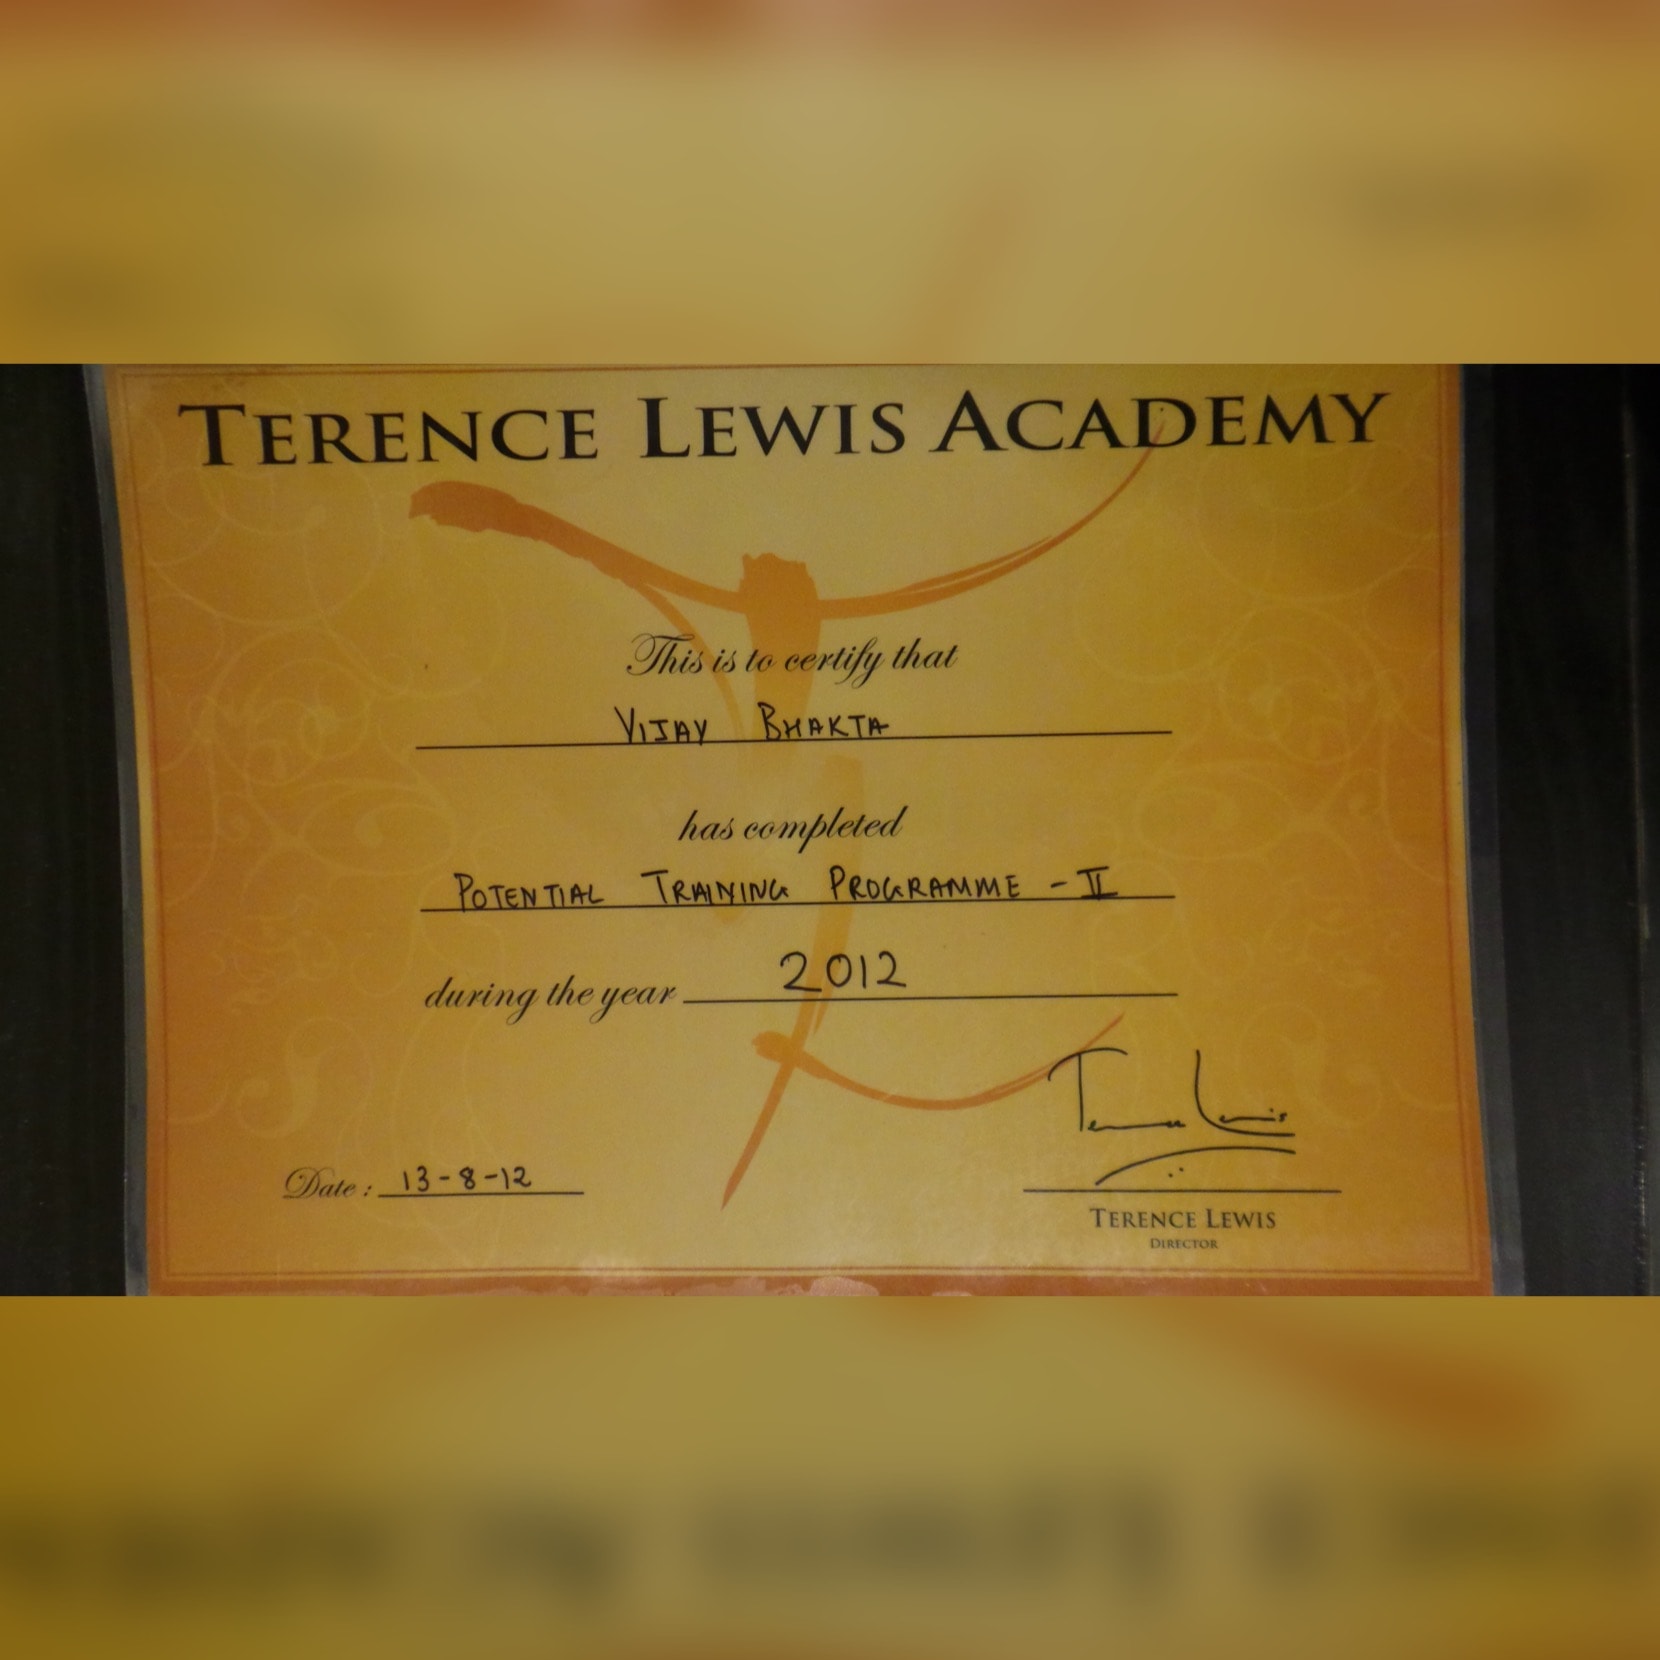 TERENCE LEWIS ACADEMY
This is to certify that
VIJAY BHAKTA
has completed
POTENTIAL TRAINING PROGRAMME - II
during the year 2012
Terence Lewis
Date : 13-8-12
TERENCE LEWIS
DIRECTOR